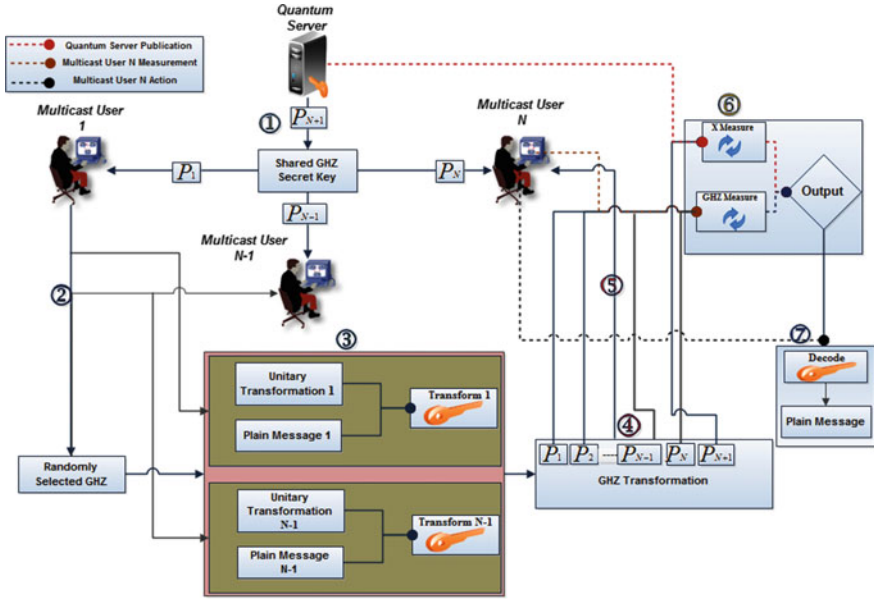 Quantum
Server
Quantum Server Publication
Multicast User N Measurement
Multicast User N Action
Multicast User
1
①
P_{N+1}
Multicast User
N
⑥
X Measure
P_1
Shared GHZ
Secret Key
P_N
GHZ Measure
Output
P_{N-1}
Multicast User
N-1
②
⑤
③
⑦
Unitary
Transformation 1
Transform 1
Plain Message 1
Decode
Plain Message
④
P_1 P_2 P_{N-1} P_N P_{N+1}
GHZ Transformation
Randomly
Selected GHZ
Unitary
Transformation
N-1
Transform N-1
Plain Message
N-1